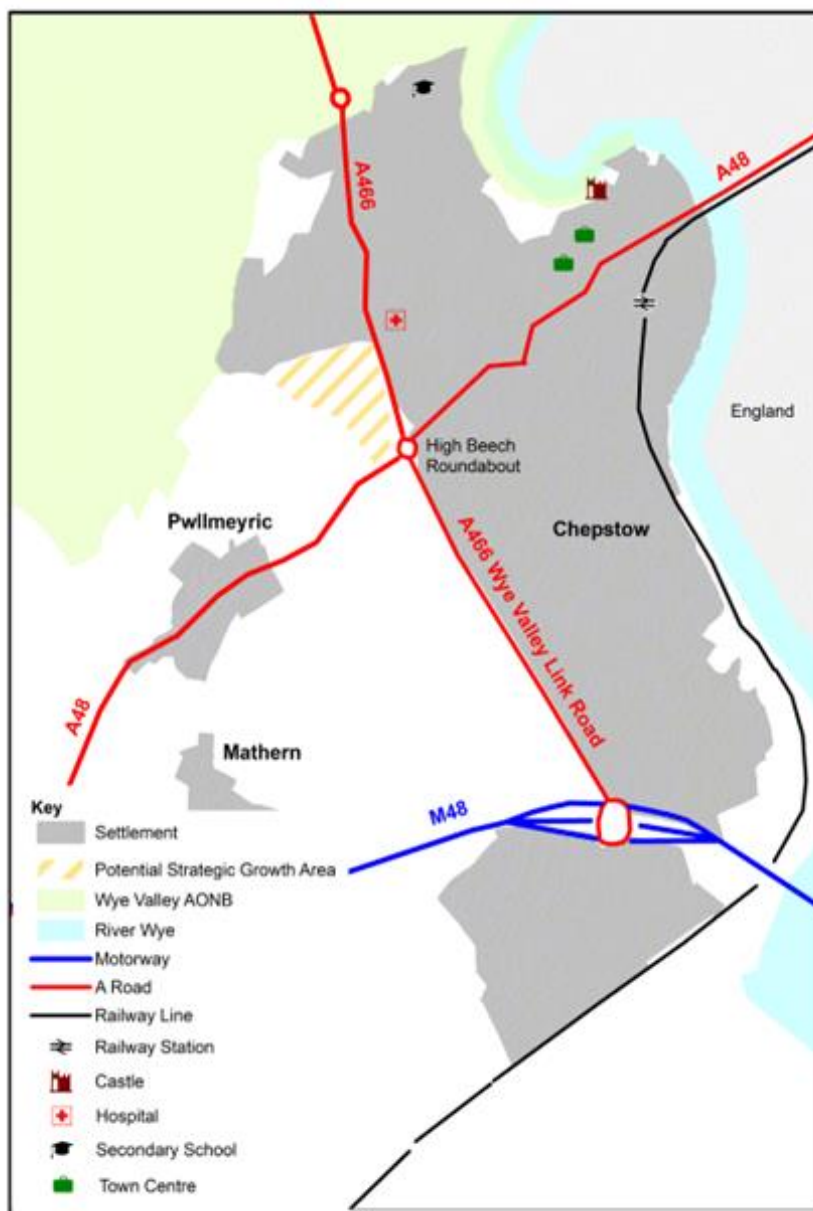 A466
A48
England
High Beech
Roundabout
Pwllmeyric
Chepstow
A466 Wye Valley Link Road
A48
Mathern
M48
Key
Settlement
Potential Strategic Growth Area
Wye Valley AONB
River Wye
Motorway
A Road
Railway Line
Railway Station
Castle
Hospital
Secondary School
Town Centre